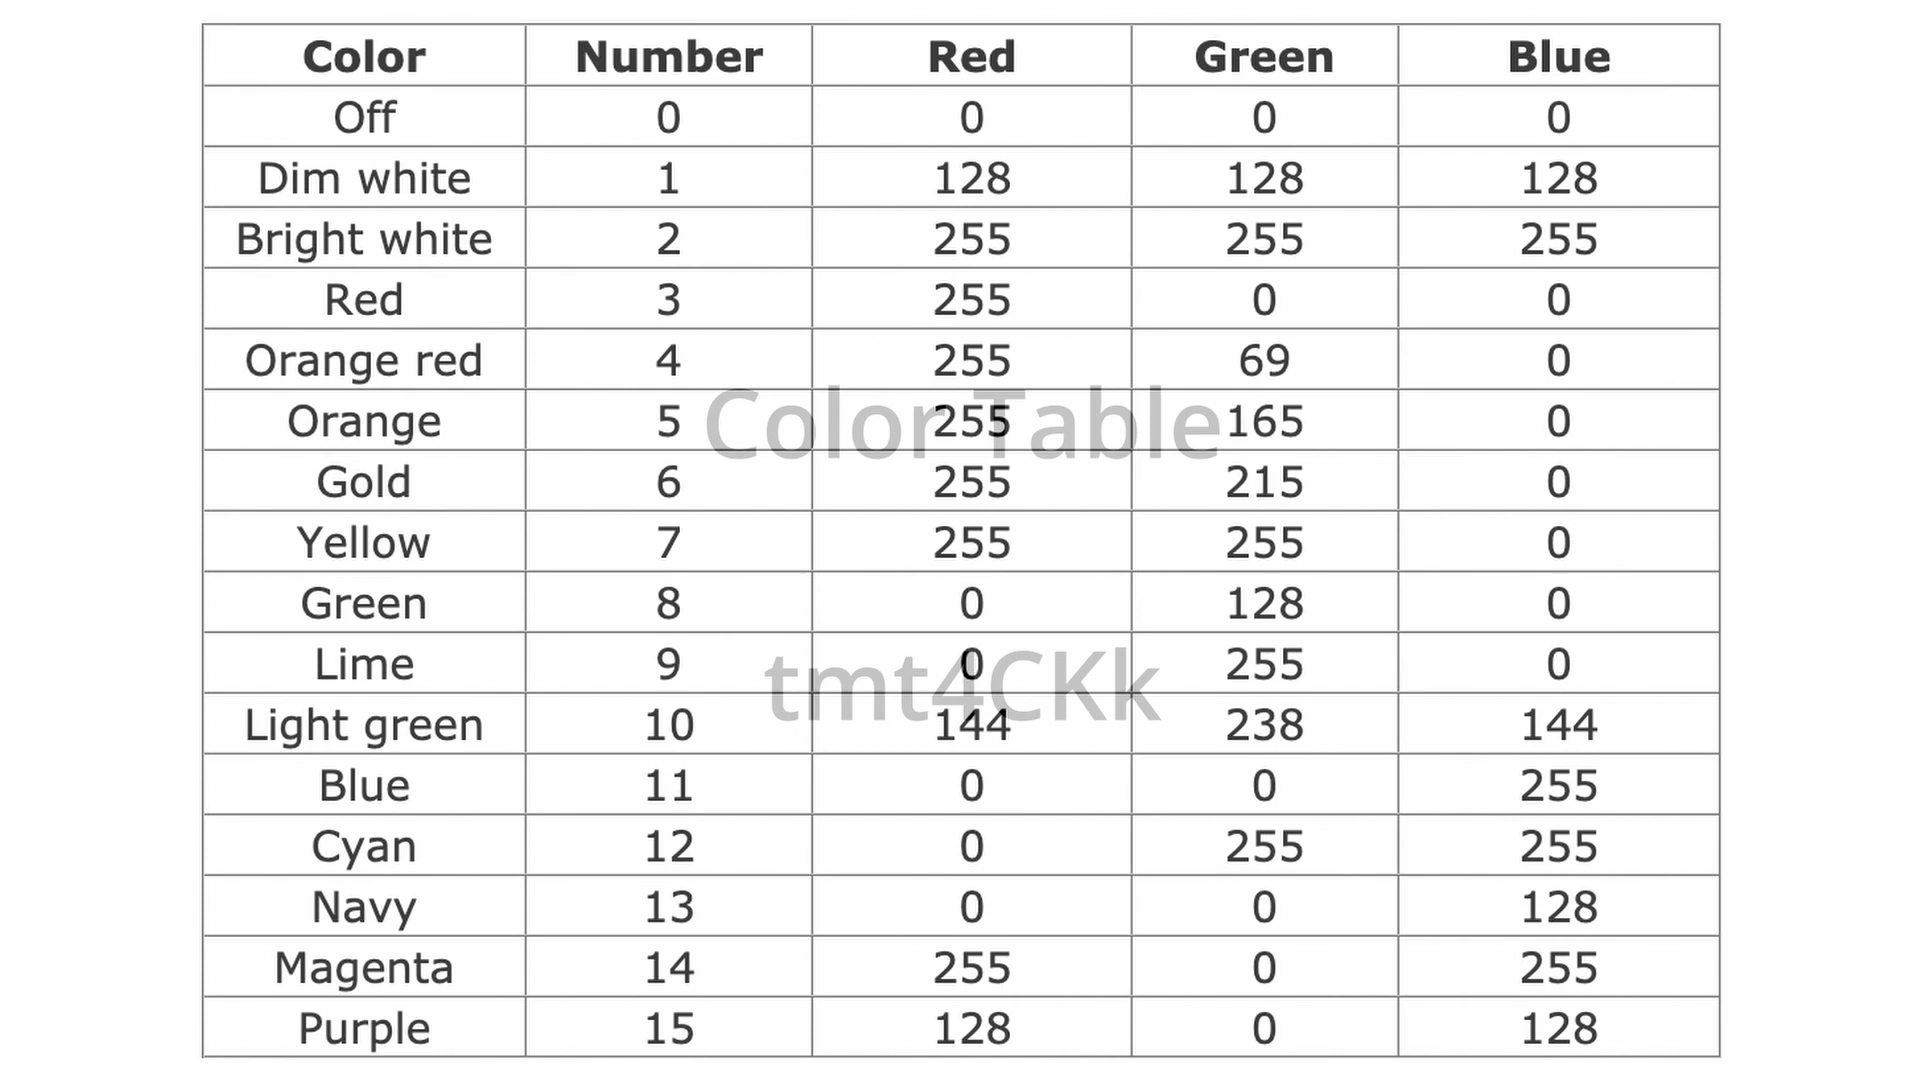 Color Number Red Green Blue
Off 0 0 0 0
Dim white 1 128 128 128
Bright white 2 255 255 255
Red 3 255 0 0
Orange red 4 255 69 0
Orange 5 255 165 0
Color Table
Gold 6 255 215 0
Yellow 7 255 255 0
Green 8 0 128 0
Lime 9 0 255 0
tmt4CKk
Light green 10 144 238 144
Blue 11 0 0 255
Cyan 12 0 255 255
Navy 13 0 0 128
Magenta 14 255 0 255
Purple 15 128 0 128